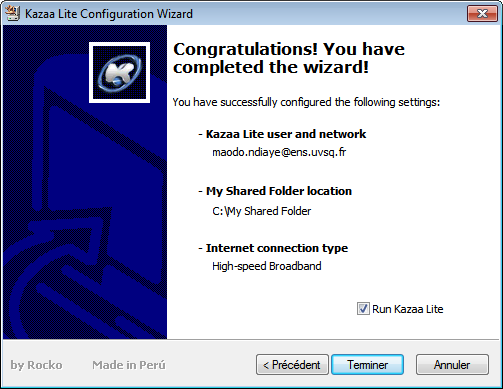 Kazaa Lite Configuration Wizard
Congratulations! You have
completed the wizard!
You have successfully configured the following settings:
- Kazaa Lite user and network
maodo.ndiaye@ens.uvsq.fr
- My Shared Folder location
C:\My Shared Folder
- Internet connection type
High-speed Broadband
Run Kazaa Lite
by Rocko Made in Perú
< Précédent Terminer Annuler